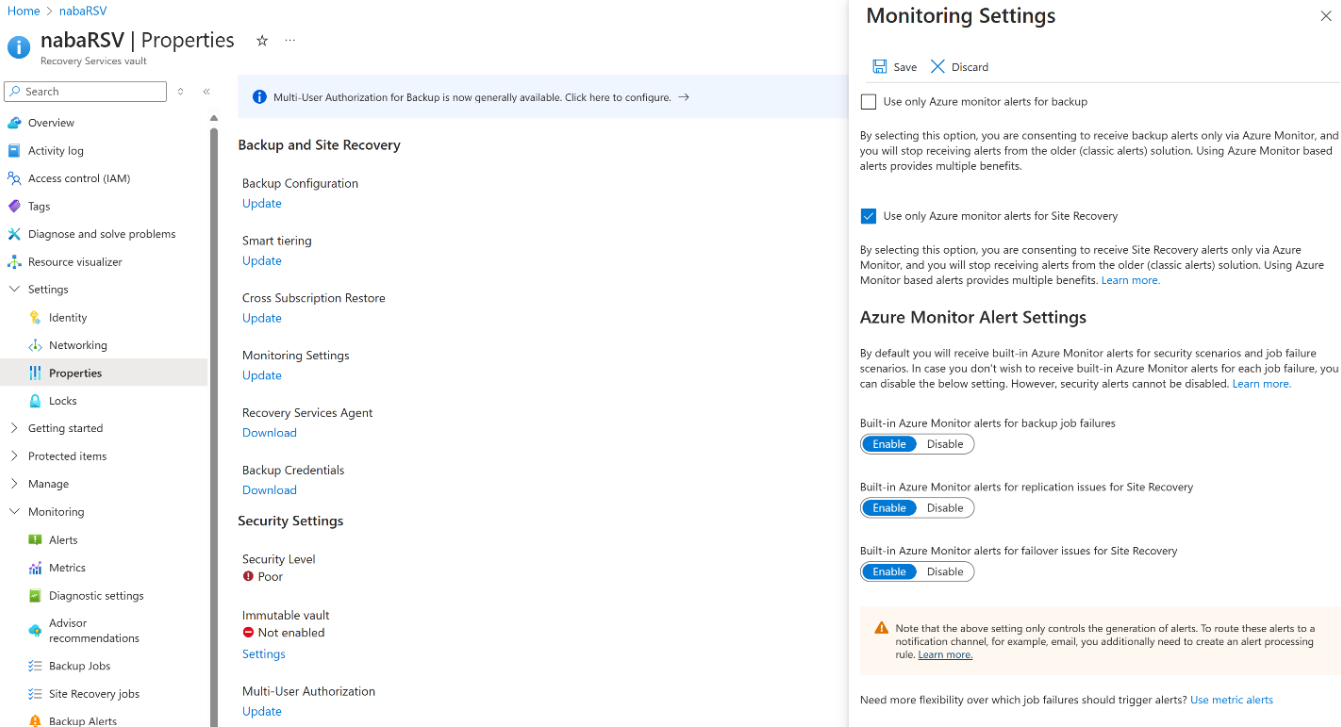 Home > nabaRSV
nabaRSV | Properties
Recovery Services vault
Search
Overview
Activity log
Access control (IAM)
Tags
Diagnose and solve problems
Resource visualizer
Settings
Identity
Networking
Properties
Locks
Getting started
Protected items
Manage
Monitoring
Alerts
Metrics
Diagnostic settings
Advisor
recommendations
Backup Jobs
Site Recovery jobs
Backup Alerts
Multi-User Authorization for Backup is now generally available. Click here to configure. →
Backup and Site Recovery
Backup Configuration
Update
Smart tiering
Update
Cross Subscription Restore
Update
Monitoring Settings
Update
Recovery Services Agent
Download
Backup Credentials
Download
Security Settings
Security Level
Poor
Immutable vault
Not enabled
Settings
Multi-User Authorization
Update
Monitoring Settings
Save Discard
Use only Azure monitor alerts for backup
By selecting this option, you are consenting to receive backup alerts only via Azure Monitor, and
you will stop receiving alerts from the older (classic alerts) solution. Using Azure Monitor based
alerts provides multiple benefits.
Use only Azure monitor alerts for Site Recovery
By selecting this option, you are consenting to receive Site Recovery alerts only via Azure
Monitor, and you will stop receiving alerts from the older (classic alerts) solution. Using Azure
Monitor based alerts provides multiple benefits. Learn more.
Azure Monitor Alert Settings
By default you will receive built-in Azure Monitor alerts for security scenarios and job failure
scenarios. In case you don't wish to receive built-in Azure Monitor alerts for each job failure, you
can disable the below setting. However, security alerts cannot be disabled. Learn more.
Built-in Azure Monitor alerts for backup job failures
Enable Disable
Built-in Azure Monitor alerts for replication issues for Site Recovery
Enable Disable
Built-in Azure Monitor alerts for failover issues for Site Recovery
Enable Disable
Note that the above setting only controls the generation of alerts. To route these alerts to a
notification channel, for example, email, you additionally need to create an alert processing
rule. Learn more.
Need more flexibility over which job failures should trigger alerts? Use metric alerts